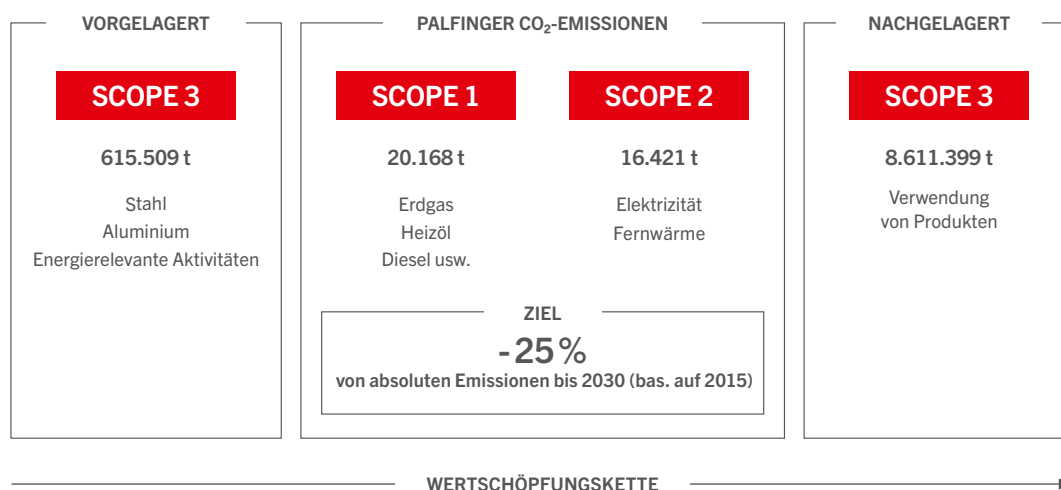 VORGELAGERT
SCOPE 3
615.509 t
Stahl
Aluminium
Energierelevante Aktivitäten
PALFINGER CO₂-EMISSIONEN
SCOPE 1
20.168 t
Erdgas
Heizöl
Diesel usw.
SCOPE 2
16.421 t
Elektrizität
Fernwärme
ZIEL
-25 %
von absoluten Emissionen bis 2030 (bas. auf 2015)
NACHGELAGERT
SCOPE 3
8.611.399 t
Verwendung
von Produkten
WERTSCHÖPFUNGSKETTE